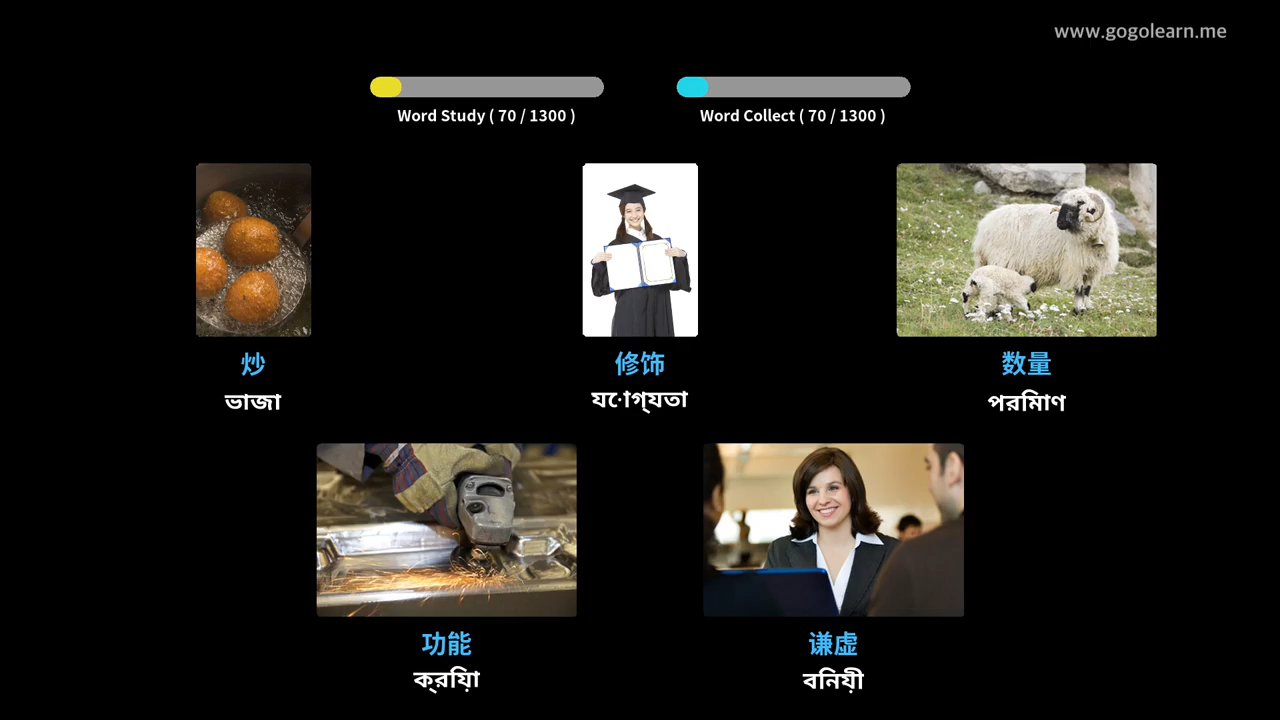 www.gogolearn.me
Word Study ( 70 / 1300 )
Word Collect ( 70 / 1300 )
炒
ভাজা
修饰
যোগ্যতা
数量
পরিমাণ
功能
ক্রিয়া
谦虚
বিনয়ী